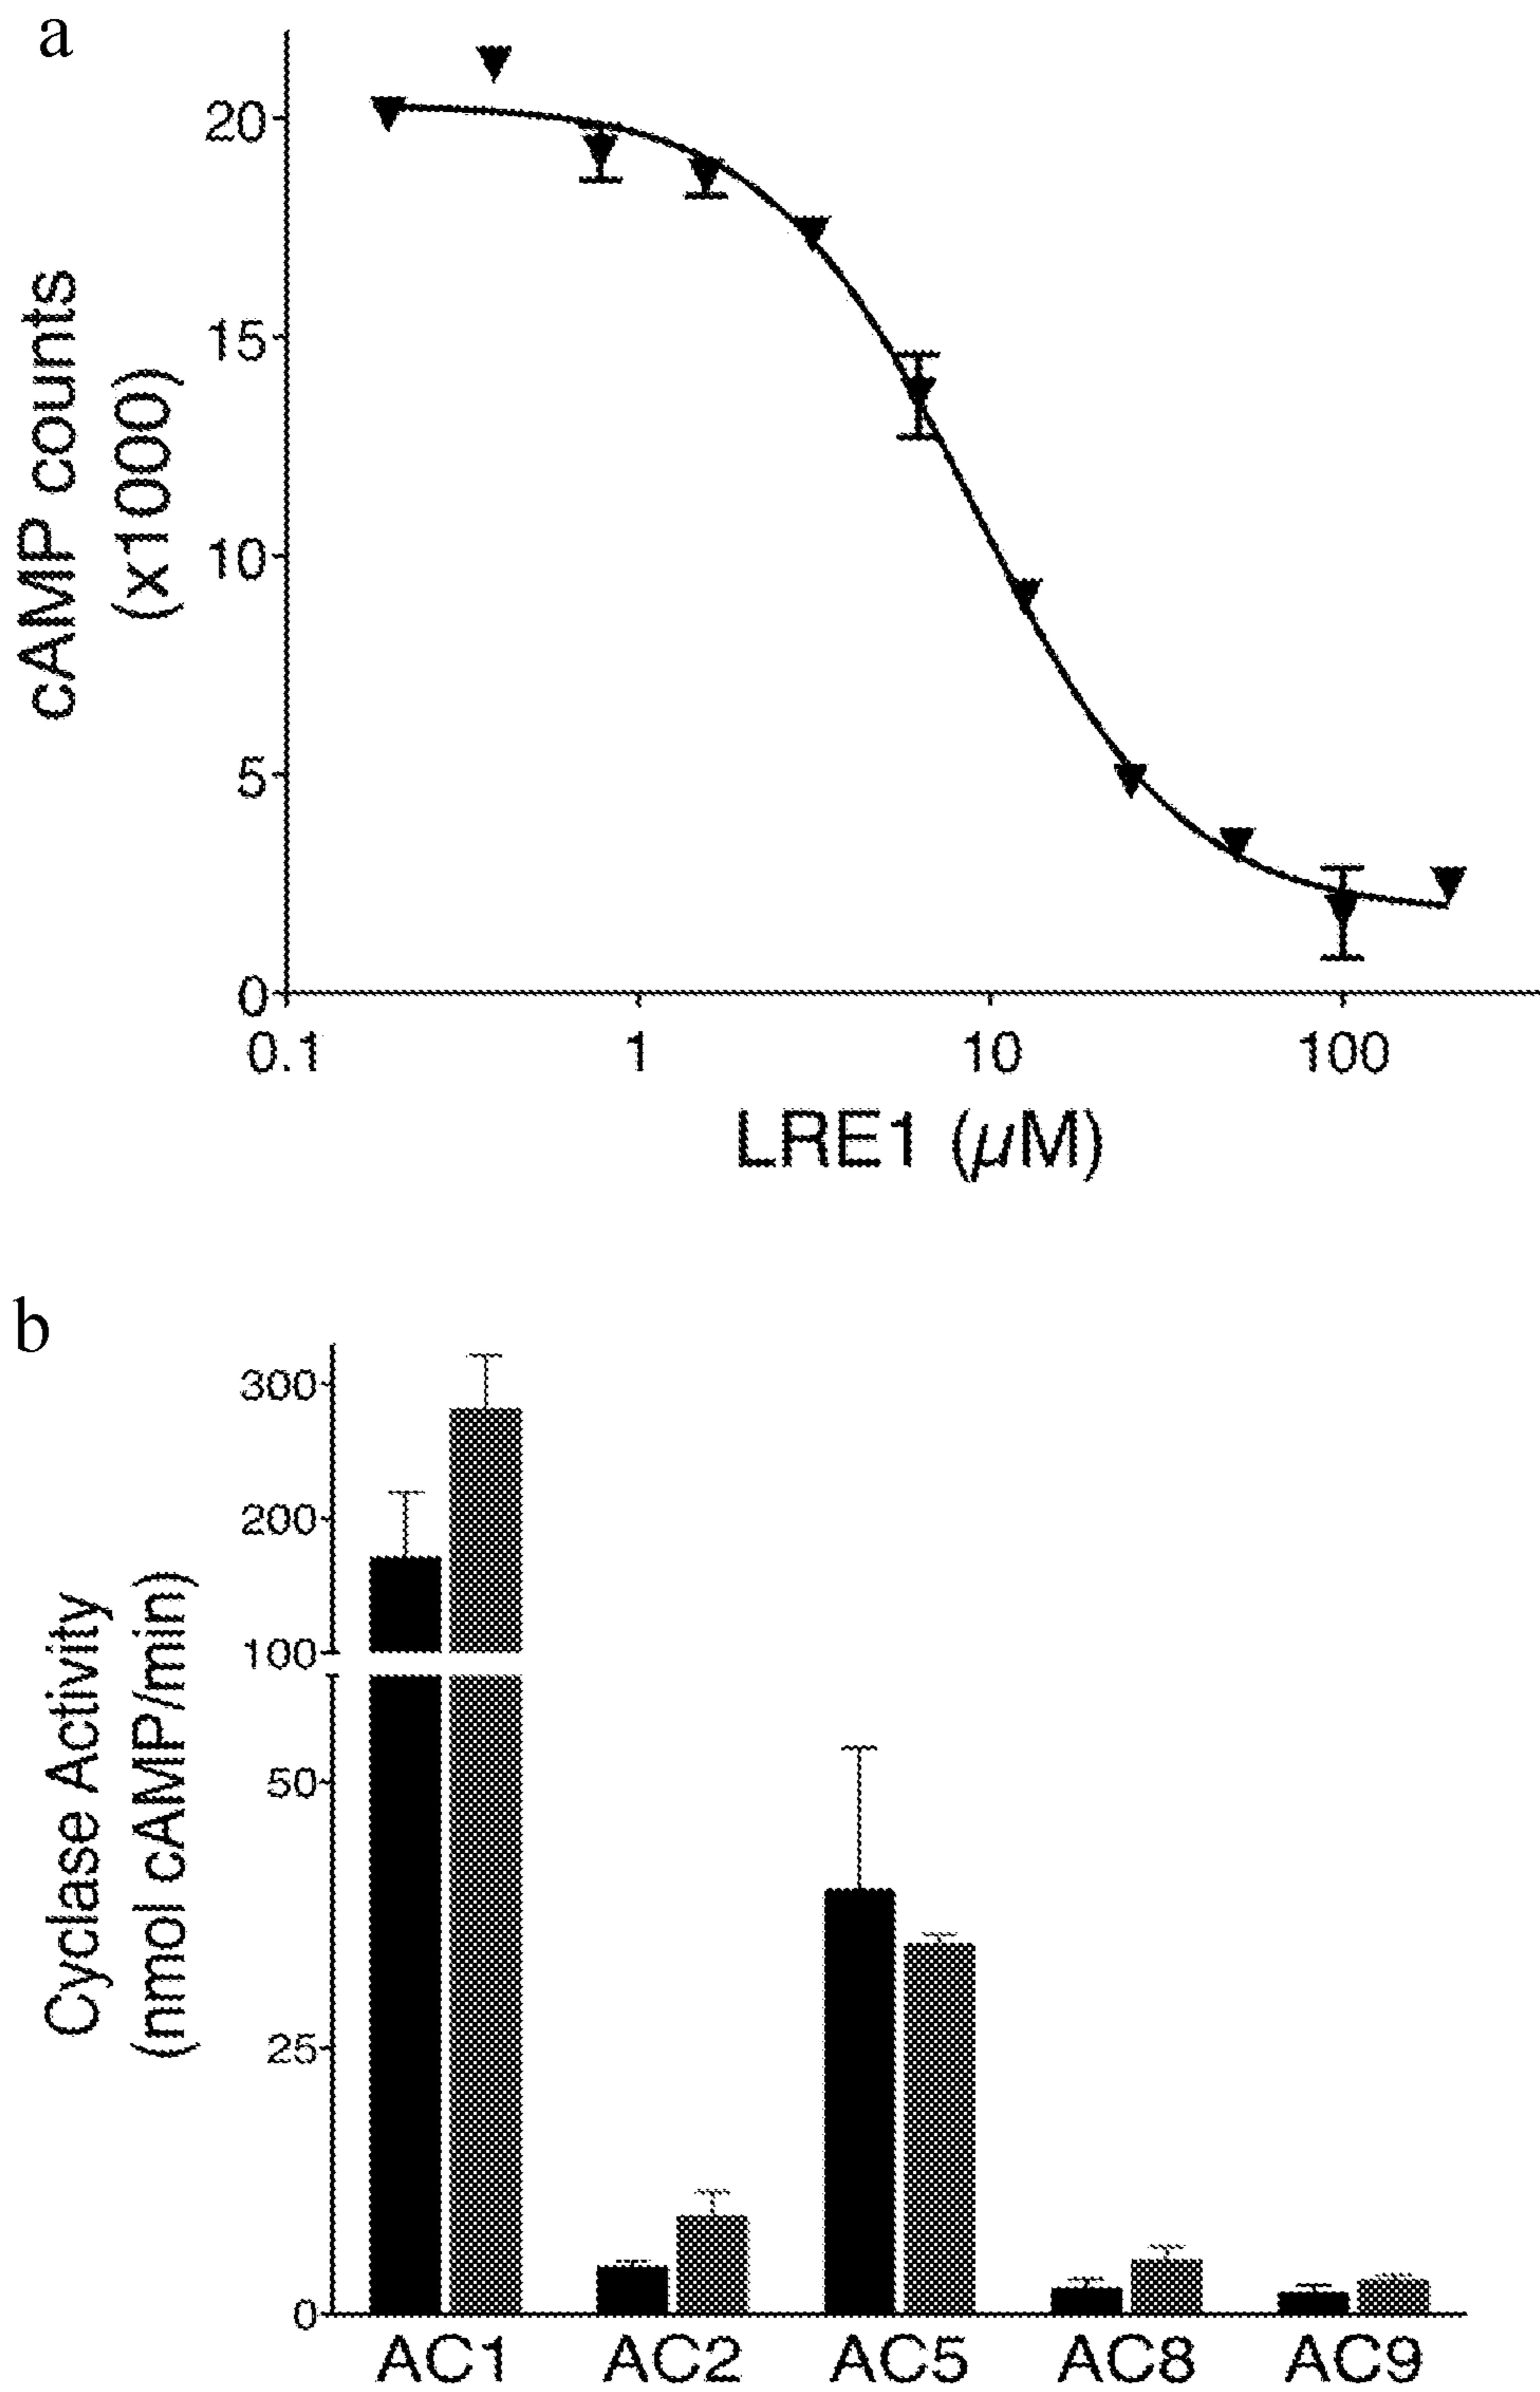 a
cAMP counts
(x1000)
20
15
10
5
0
0.1 1 10 100
LRE1 (µM)
b
Cyclase Activity
(nmol cAMP/min)
300
200
100
50
25
0
AC1 AC2 AC5 AC8 AC9